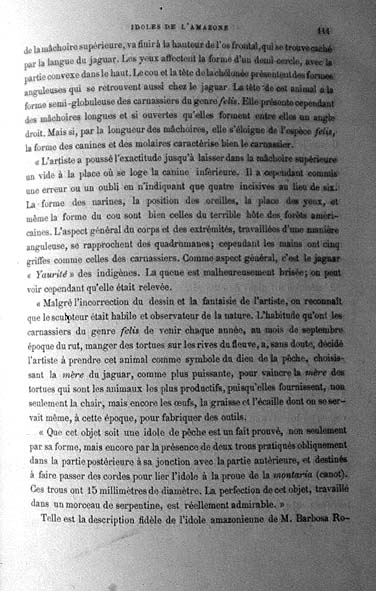 IDOLES DE L'AMAZONE 111
de la mâchoire supérieure, va finir à la hauteur de l'os frontal, qui se trouve caché
par la langue du jaguar. Les yeux affectent la forme d'un demi-cercle, avec la
partie convexe dans le haut. Le cou et la tête de la chélonée présentent des formes
anguleuses qui se retrouvent aussi chez le jaguar. La tête de cet animal a la
forme semi-globuleuse des carnassiers du genre felis. Elle présente cependant
des mâchoires longues et si ouvertes qu'elles forment entre elles un angle
droit. Mais si, par la longueur des mâchoires, elle s'éloigne de l'espèce felis,
la forme des canines et des molaires caractérise bien le carnassier.
« L'artiste a poussé l'exactitude jusqu'à laisser dans la mâchoire supérieure
un vide à la place où se loge la canine inférieure. Il a cependant commis
une erreur ou un oubli en n'indiquant que quatre incisives au lieu de six.
La forme des narines, la position des oreilles, la place des yeux, et
même la forme du cou sont bien celles du terrible hôte des forêts améri-
caines. L'aspect général du corps et des extrémités, travaillées d'une manière
anguleuse, se rapprochent des quadrumanes; cependant les mains ont cinq
griffes comme celles des carnassiers. Comme aspect général, c'est le jaguar
« Yaurité » des indigènes. La queue est malheureusement brisée; on peut
voir cependant qu'elle était relevée.
« Malgré l'incorrection du dessin et la fantaisie de l'artiste, on reconnaît
que le sculpteur était habile et observateur de la nature. L'habitude qu'ont les
carnassiers du genre felis de venir chaque année, au mois de septembre
époque du rut, manger des tortues sur les rives du fleuve, a, sans doute, décidé
l'artiste à prendre cet animal comme symbole du dieu de la pêche, choisis-
sant la mère du jaguar, comme plus puissante, pour vaincre la mère des
tortues qui sont les animaux les plus productifs, puisqu'elles fournissent, non
seulement la chair, mais encore les œufs, la graisse et l'écaille dont on se ser-
vait même, à cette époque, pour fabriquer des outils.
« Que cet objet soit une idole de pêche est un fait prouvé, non seulement
par sa forme, mais encore par la présence de deux trous pratiqués obliquement
dans la partie postérieure à sa jonction avec la partie antérieure, et destinés
à faire passer des cordes pour lier l'idole à la proue de la montaria (canot).
Ces trous ont 15 millimètres de diamètre. La perfection de cet objet, travaillé
dans un morceau de serpentine, est réellement admirable. »
Telle est la description fidèle de l'idole amazonienne de M. Barbosa Ro-